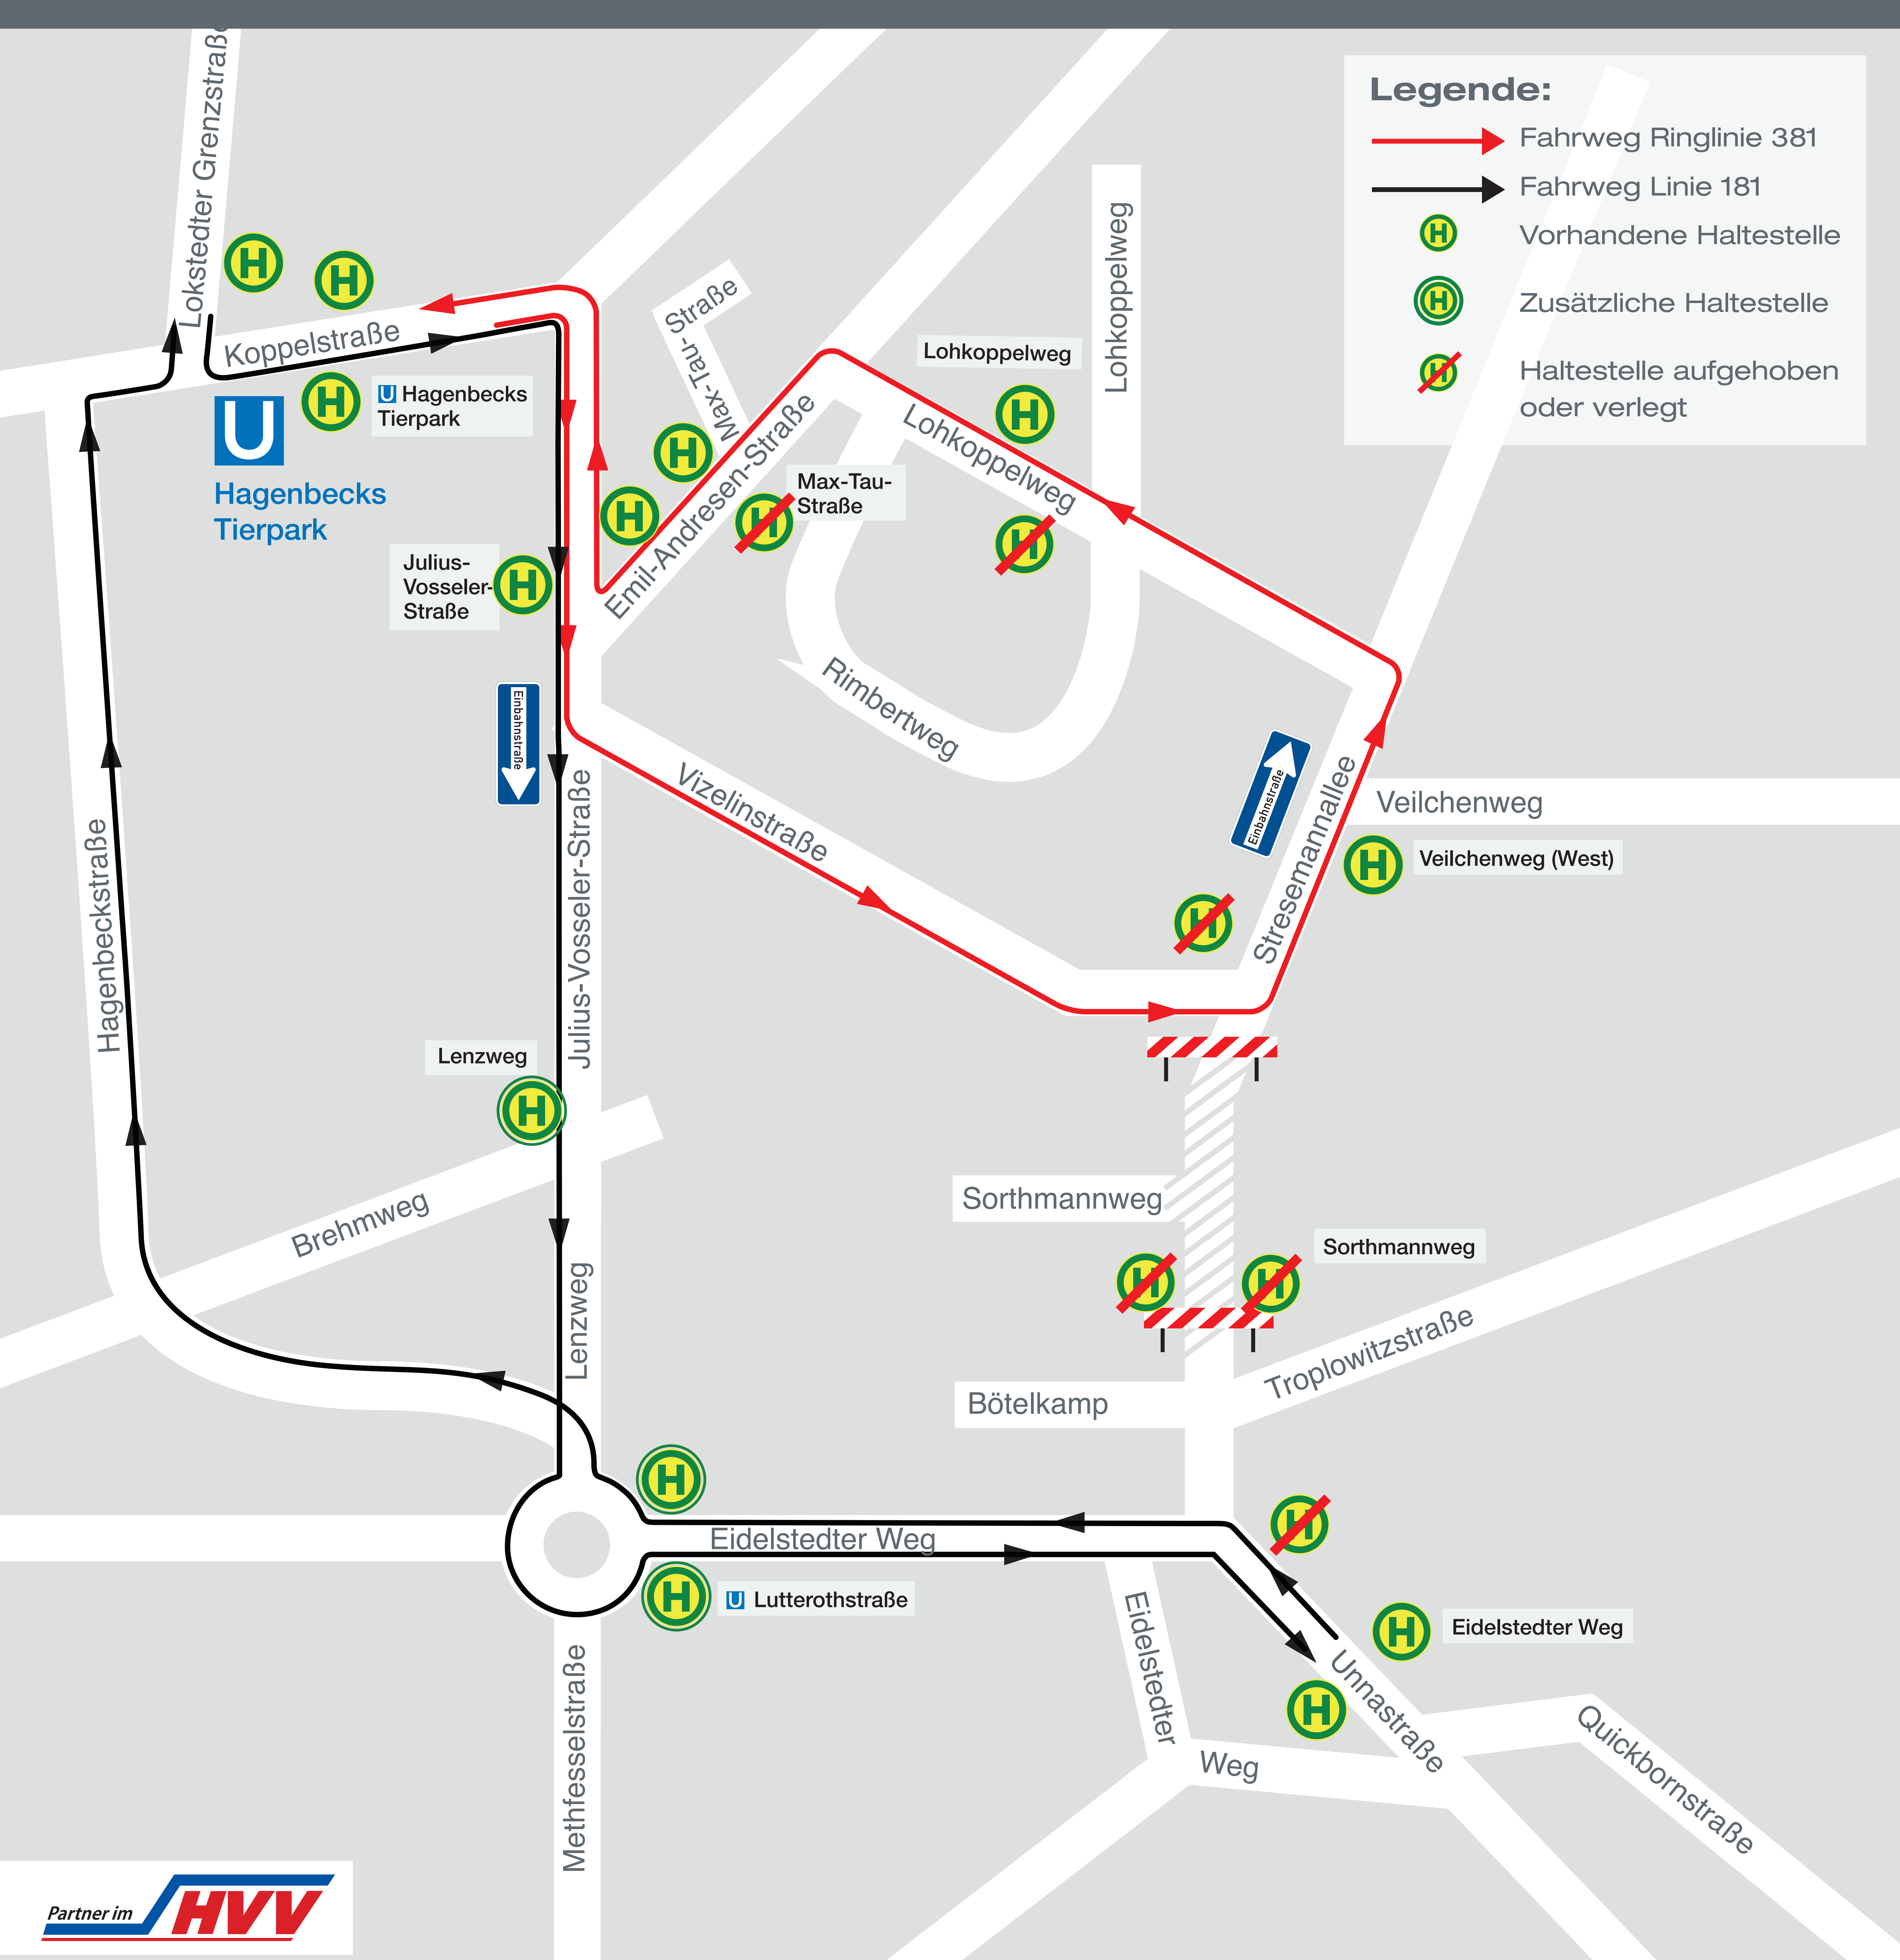 Legende:
Fahrweg Ringlinie 381
Fahrweg Linie 181
H
Vorhandene Haltestelle
H
Zusätzliche Haltestelle
H
Haltestelle aufgehoben
oder verlegt
Lokstedter Grenzstraße
H
H
Koppelstraße
H
U Hagenbecks
Tierpark
U
Hagenbecks
Tierpark
Straße
Max-Tau-
Lohkoppelweg
Lohkoppelweg
H
Lohkoppelweg
H
H
H
Emil-Andresen-Straße
H
Max-Tau-
Straße
Julius-
Vosseler-
Straße
H
Einbahnstraße
Rimbertweg
Vizelinstraße
Einbahnstraße
Stresemannallee
Veilchenweg
H
Veilchenweg (West)
H
Hagenbeckstraße
Julius-Vosseler-Straße
Lenzweg
H
Brehmweg
Lenzweg
Sorthmannweg
H
H
Sorthmannweg
Troplowitzstraße
Bötelkamp
H
Eidelstedter Weg
H
U Lutterothstraße
H
H
Eidelstedter Weg
H
Unnastraße
Eidelstedter
Weg
Quickbornstraße
Methfesselstraße
Partner im
HVV